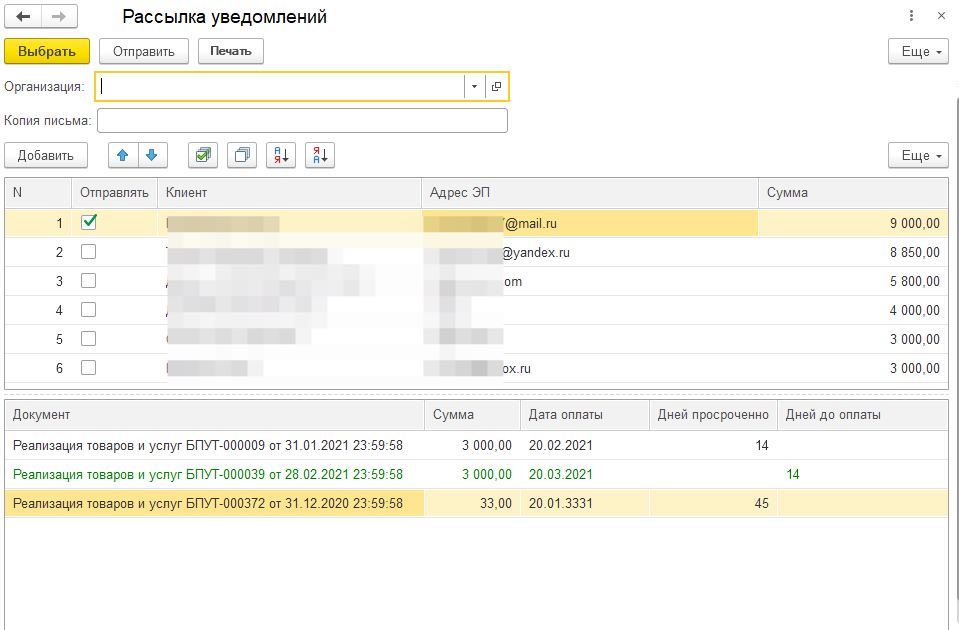 Рассылка уведомлений
Выбрать Отправить Печать Еще
Организация:
Копия письма:
Добавить Еще
N Отправлять Клиент Адрес ЭП Сумма
1 @mail.ru 9 000,00
2 @yandex.ru 8 850,00
3 om 5 800,00
4 4 000,00
5 3 000,00
6 ox.ru 3 000,00
Документ Сумма Дата оплаты Дней просроченно Дней до оплаты
Реализация товаров и услуг БПУТ-000009 от 31.01.2021 23:59:58 3 000,00 20.02.2021 14
Реализация товаров и услуг БПУТ-000039 от 28.02.2021 23:59:58 3 000,00 20.03.2021 14
Реализация товаров и услуг БПУТ-000372 от 31.12.2020 23:59:58 33,00 20.01.3331 45